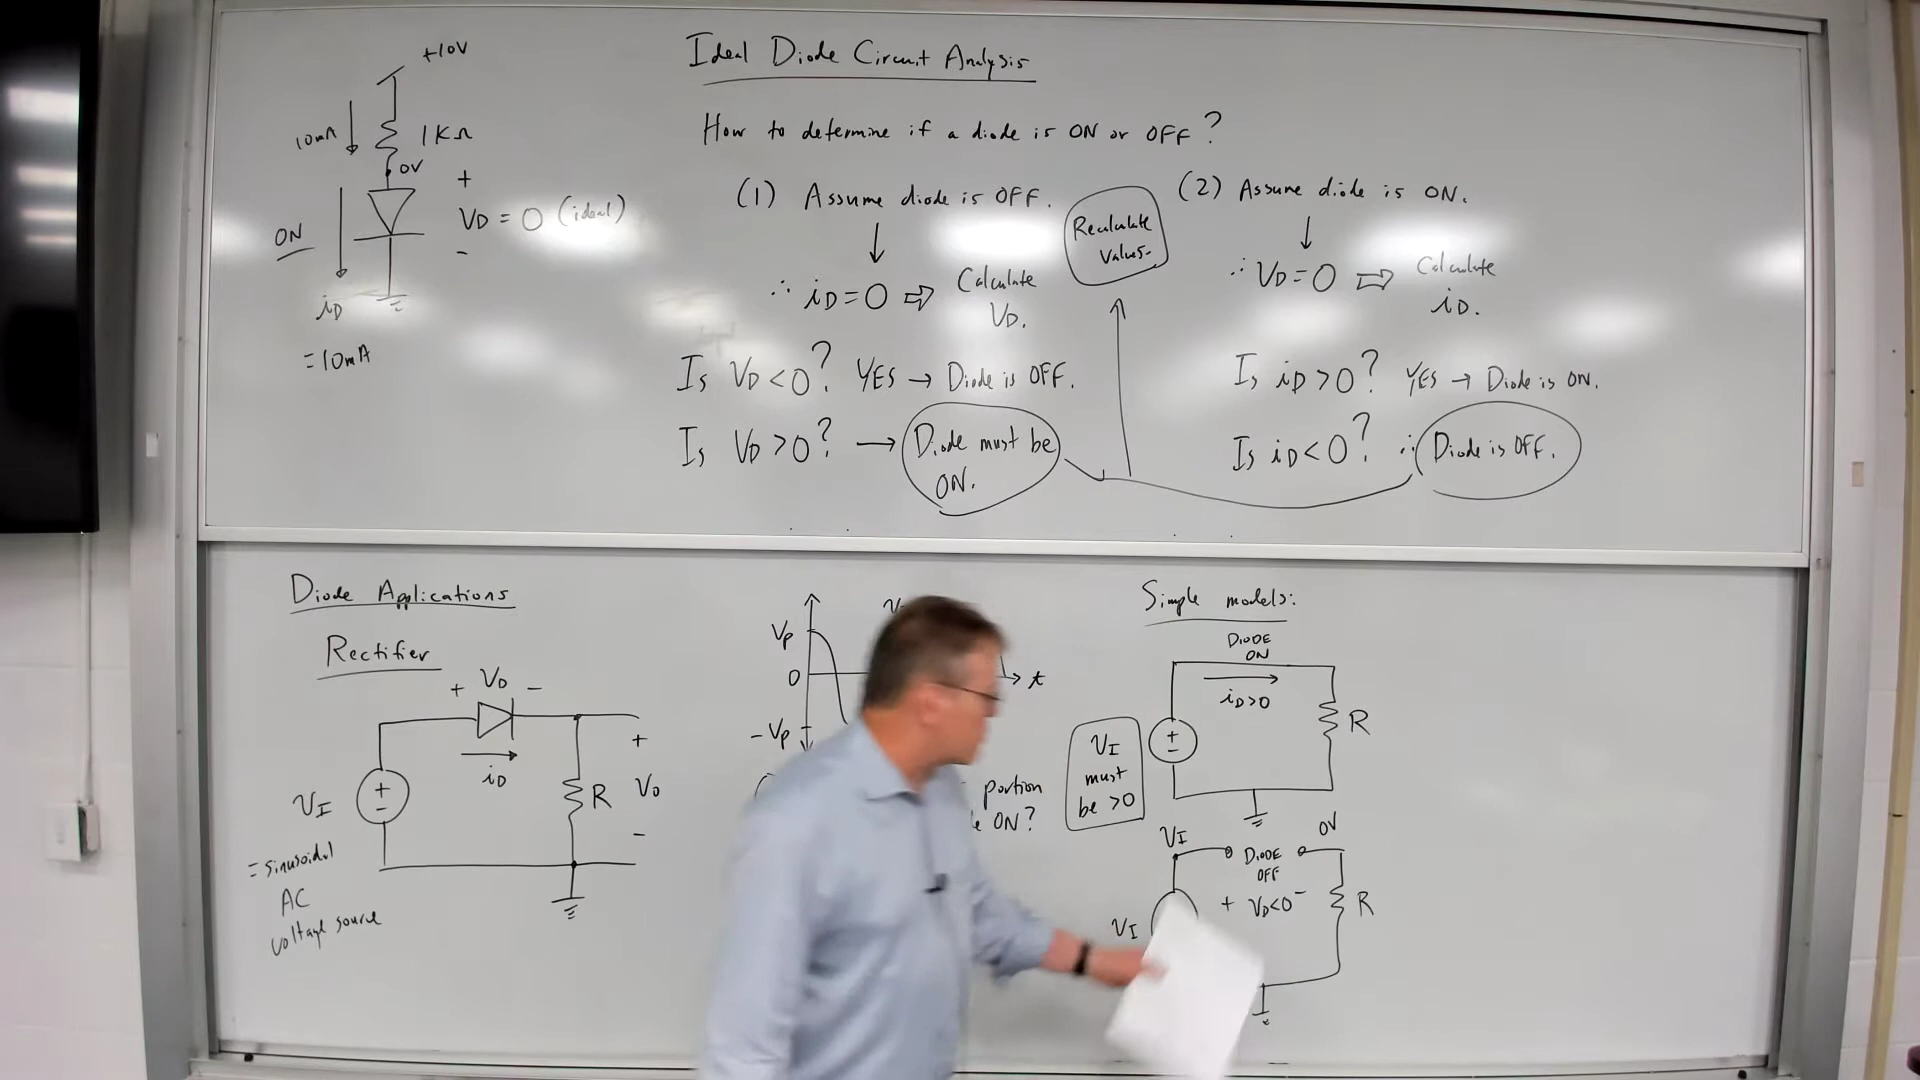 Ideal Diode Circuit Analysis
How to determine if a diode is ON or OFF?
+10V
10mA
1KΩ
0V
+
VD = 0 (ideal)
-
ON
iD
= 10mA
(1) Assume diode is OFF.
∴ iD = 0 ⇨ Calculate
VD.
Is VD < 0? YES → Diode is OFF.
Is VD > 0? → Diode must be
ON.
Recalculate
values.
(2) Assume diode is ON.
∴ VD = 0 ⇨ Calculate
iD.
Is iD > 0? YES → Diode is ON.
Is iD < 0? ∴ Diode is OFF.
Diode Applications
Rectifier
+ VD -
iD
VI
+
-
R
+
Vo
-
= sinusoidal
AC
voltage source
Vp
0
-Vp
t
portion
ON?
Simple models:
DIODE
ON
iD>0
+
-
R
VI
must
be >0
VI
DIODE
OFF
0V
+ VD<0 -
R
VI